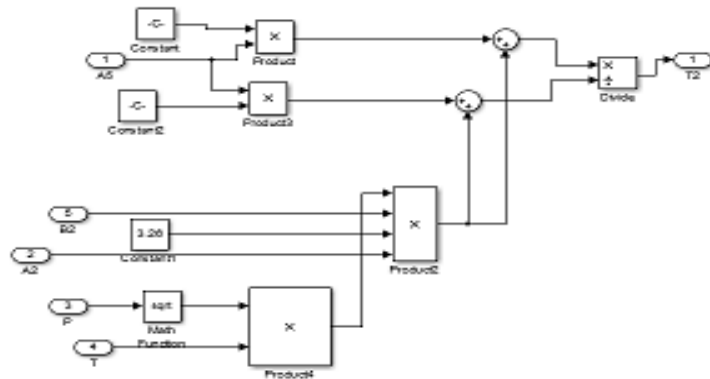 -C-
Constant
×
Product
1
A5
-C-
Constant2
×
Product3
+
+
+
+
×
÷
Divide
1
T2
5
B2
3.28
Constant1
2
A2
×
Product2
3
P
sqrt
Math
Function
4
T
×
Product4